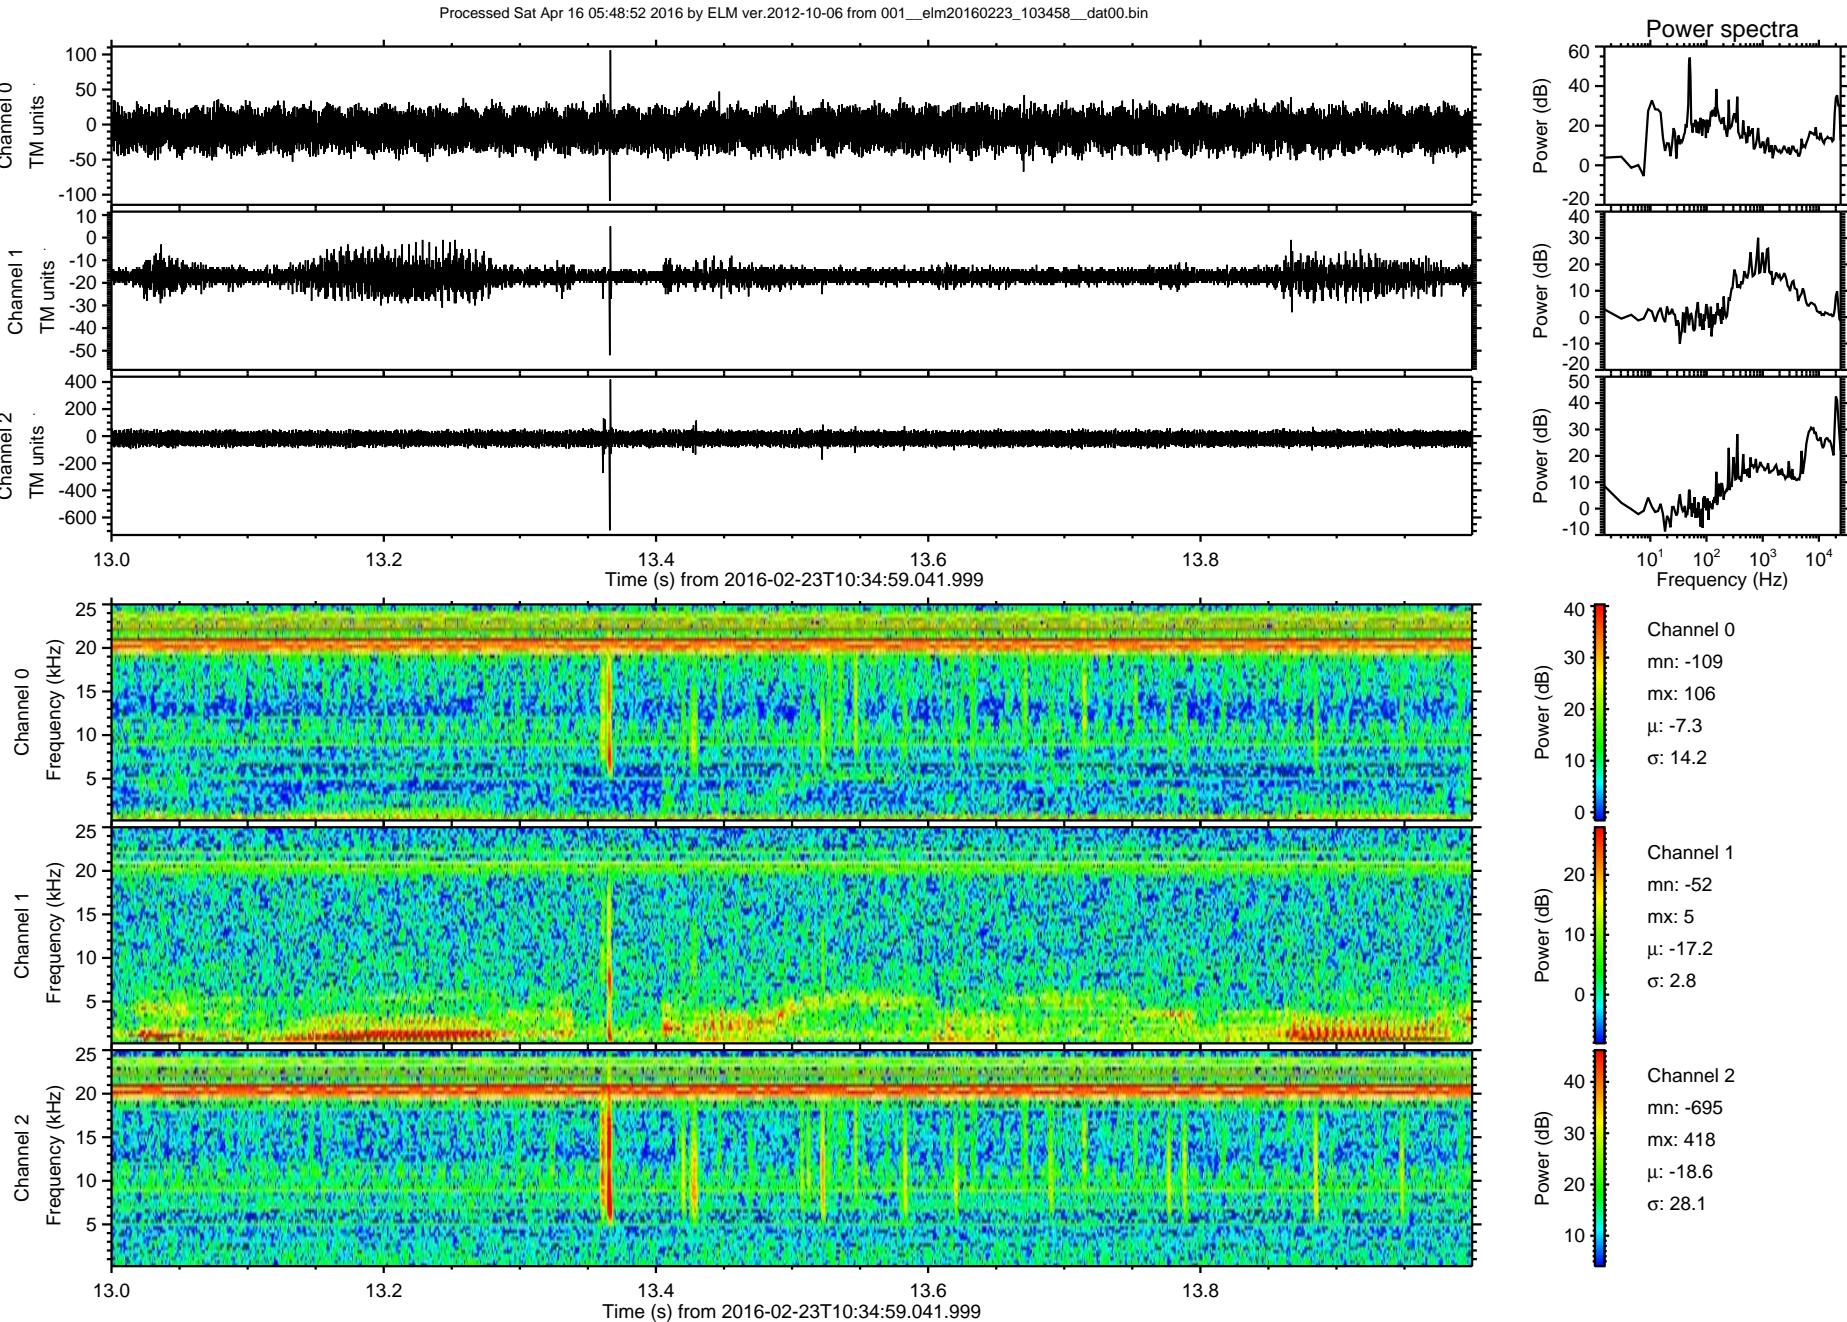 Processed Sat Apr 16 05:48:52 2016 by ELM ver.2012-10-06 from 001__elm20160223_103458__dat00.bin
Power spectra
Channel 0
TM units
100
50
0
-50
-100
Power (dB)
60
40
20
0
-20
Channel 1
TM units
10
0
-10
-20
-30
-40
-50
Power (dB)
40
30
20
10
0
-10
-20
Channel 2
TM units
400
200
0
-200
-400
-600
Power (dB)
50
40
30
20
10
0
-10
13.0 13.2 13.4 13.6 13.8
Time (s) from 2016-02-23T10:34:59.041.999
10^1 10^2 10^3 10^4
Frequency (Hz)
Channel 0
Frequency (kHz)
25
20
15
10
5
Power (dB)
40
30
20
10
0
Channel 0
mn: -109
mx: 106
μ: -7.3
σ: 14.2
Channel 1
Frequency (kHz)
25
20
15
10
5
Power (dB)
20
10
0
Channel 1
mn: -52
mx: 5
μ: -17.2
σ: 2.8
Channel 2
Frequency (kHz)
25
20
15
10
5
Power (dB)
40
30
20
10
Channel 2
mn: -695
mx: 418
μ: -18.6
σ: 28.1
13.0 13.2 13.4 13.6 13.8
Time (s) from 2016-02-23T10:34:59.041.999